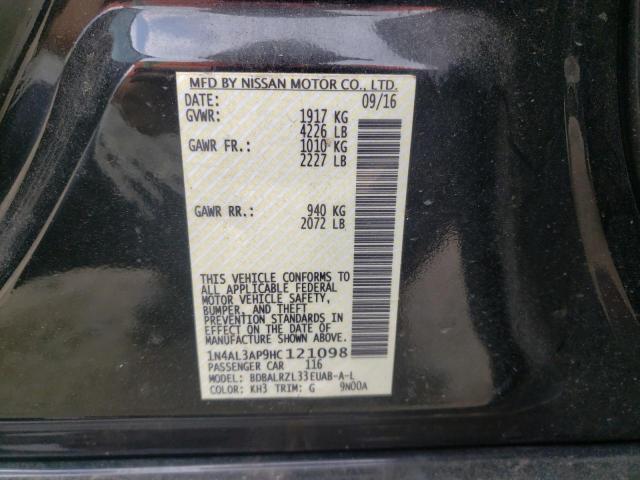 MFD BY NISSAN MOTOR CO., LTD.
DATE: 09/16
GVWR: 1917 KG
4226 LB
GAWR FR.: 1010 KG
2227 LB
GAWR RR.: 940 KG
2072 LB
THIS VEHICLE CONFORMS TO
ALL APPLICABLE FEDERAL
MOTOR VEHICLE SAFETY,
BUMPER, AND THEFT
PREVENTION STANDARDS IN
EFFECT ON THE DATE OF
MANUFACTURE SHOWN ABOVE.
1N4AL3AP9HC121098
PASSENGER CAR 116
MODEL: BDBALRZL33EUAB-A-L
COLOR: KH3 TRIM: G 9N00A